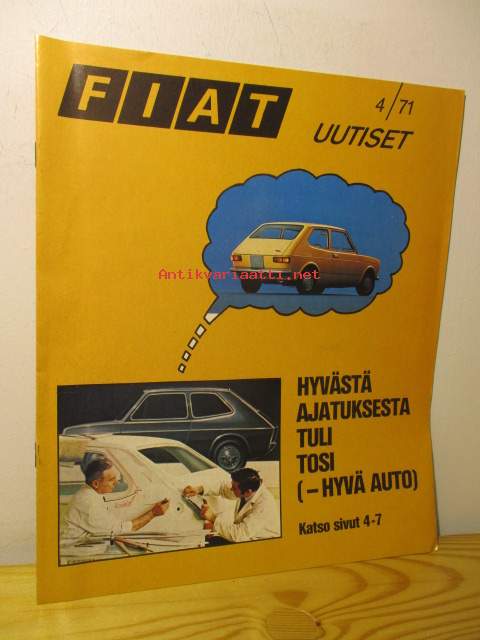 FIAT
4/71
UUTISET
Antikvariaatti.net
HYVÄSTÄ
AJATUKSESTA
TULI
TOSI
(–HYVÄ AUTO)
Katso sivut 4-7